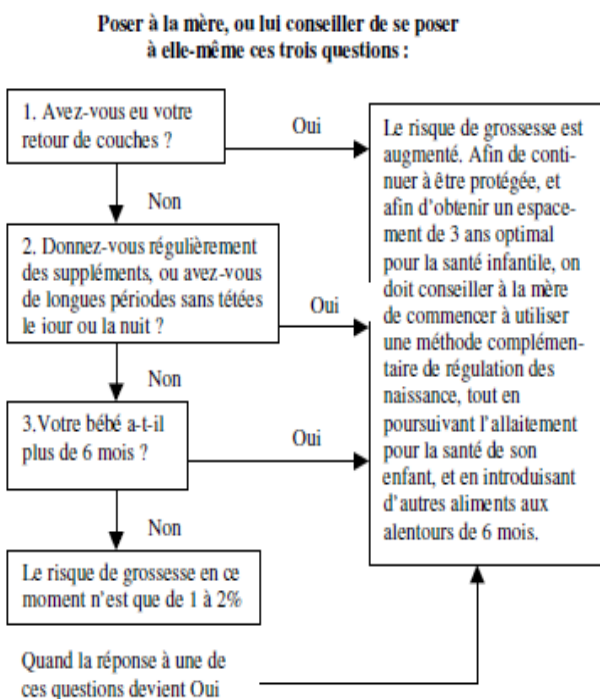 Poser à la mère, ou lui conseiller de se poser
à elle-même ces trois questions :
1. Avez-vous eu votre
retour de couches ?
Oui
Non
2. Donnez-vous régulièrement
des suppléments, ou avez-vous
de longues périodes sans tétées
le jour ou la nuit ?
Oui
Non
3.Votre bébé a-t-il
plus de 6 mois ?
Oui
Non
Le risque de grossesse en ce
moment n'est que de 1 à 2%
Quand la réponse à une de
ces questions devient Oui
Le risque de grossesse est
augmenté. Afin de conti-
nuer à être protégée, et
afin d'obtenir un espace-
ment de 3 ans optimal
pour la santé infantile, on
doit conseiller à la mère
de commencer à utiliser
une méthode complémen-
taire de régulation des
naissance, tout en
poursuivant l'allaitement
pour la santé de son
enfant, et en introduisant
d'autres aliments aux
alentours de 6 mois.